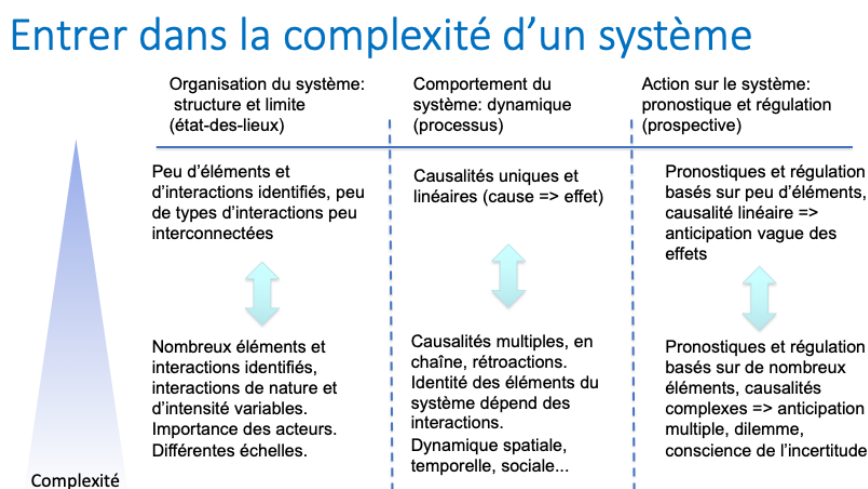 Entrer dans la complexité d'un système
Organisation du système:
structure et limite
(état-des-lieux)
Comportement du
système: dynamique
(processus)
Action sur le système:
pronostique et régulation
(prospective)
Peu d'éléments et
d'interactions identifiés, peu
de types d'interactions peu
interconnectées
Causalités uniques et
linéaires (cause => effet)
Pronostiques et régulation
basés sur peu d'éléments,
causalité linéaire =>
anticipation vague des
effets
Nombreux éléments et
interactions identifiés,
interactions de nature et
d'intensité variables.
Importance des acteurs.
Différentes échelles.
Causalités multiples, en
chaîne, rétroactions.
Identité des éléments du
système dépend des
interactions.
Dynamique spatiale,
temporelle, sociale...
Pronostiques et régulation
basés sur de nombreux
éléments, causalités
complexes => anticipation
multiple, dilemme,
conscience de l'incertitude
Complexité